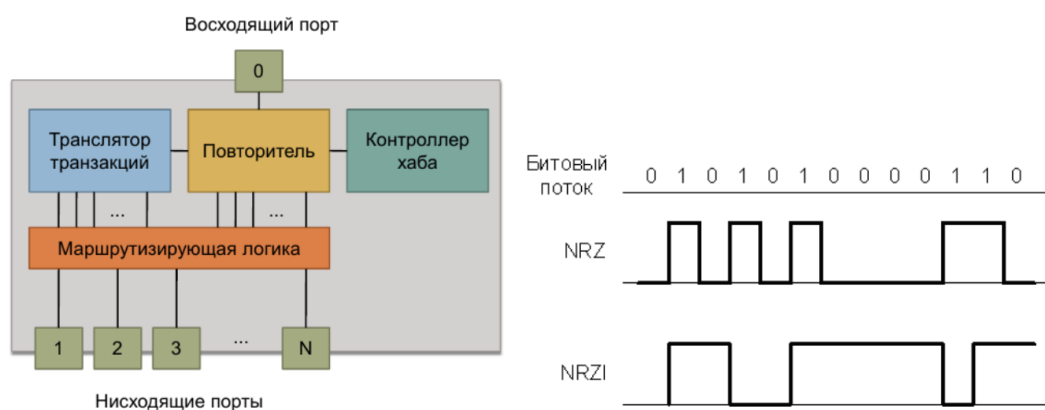 Восходящий порт
0
Транслятор
транзакций
Повторитель
Контроллер
хаба
...
...
Маршрутизирующая логика
1
2
3
...
N
Нисходящие порты
Битовый
поток
0 1 0 1 0 1 0 0 0 0 1 1 0
NRZ
NRZI